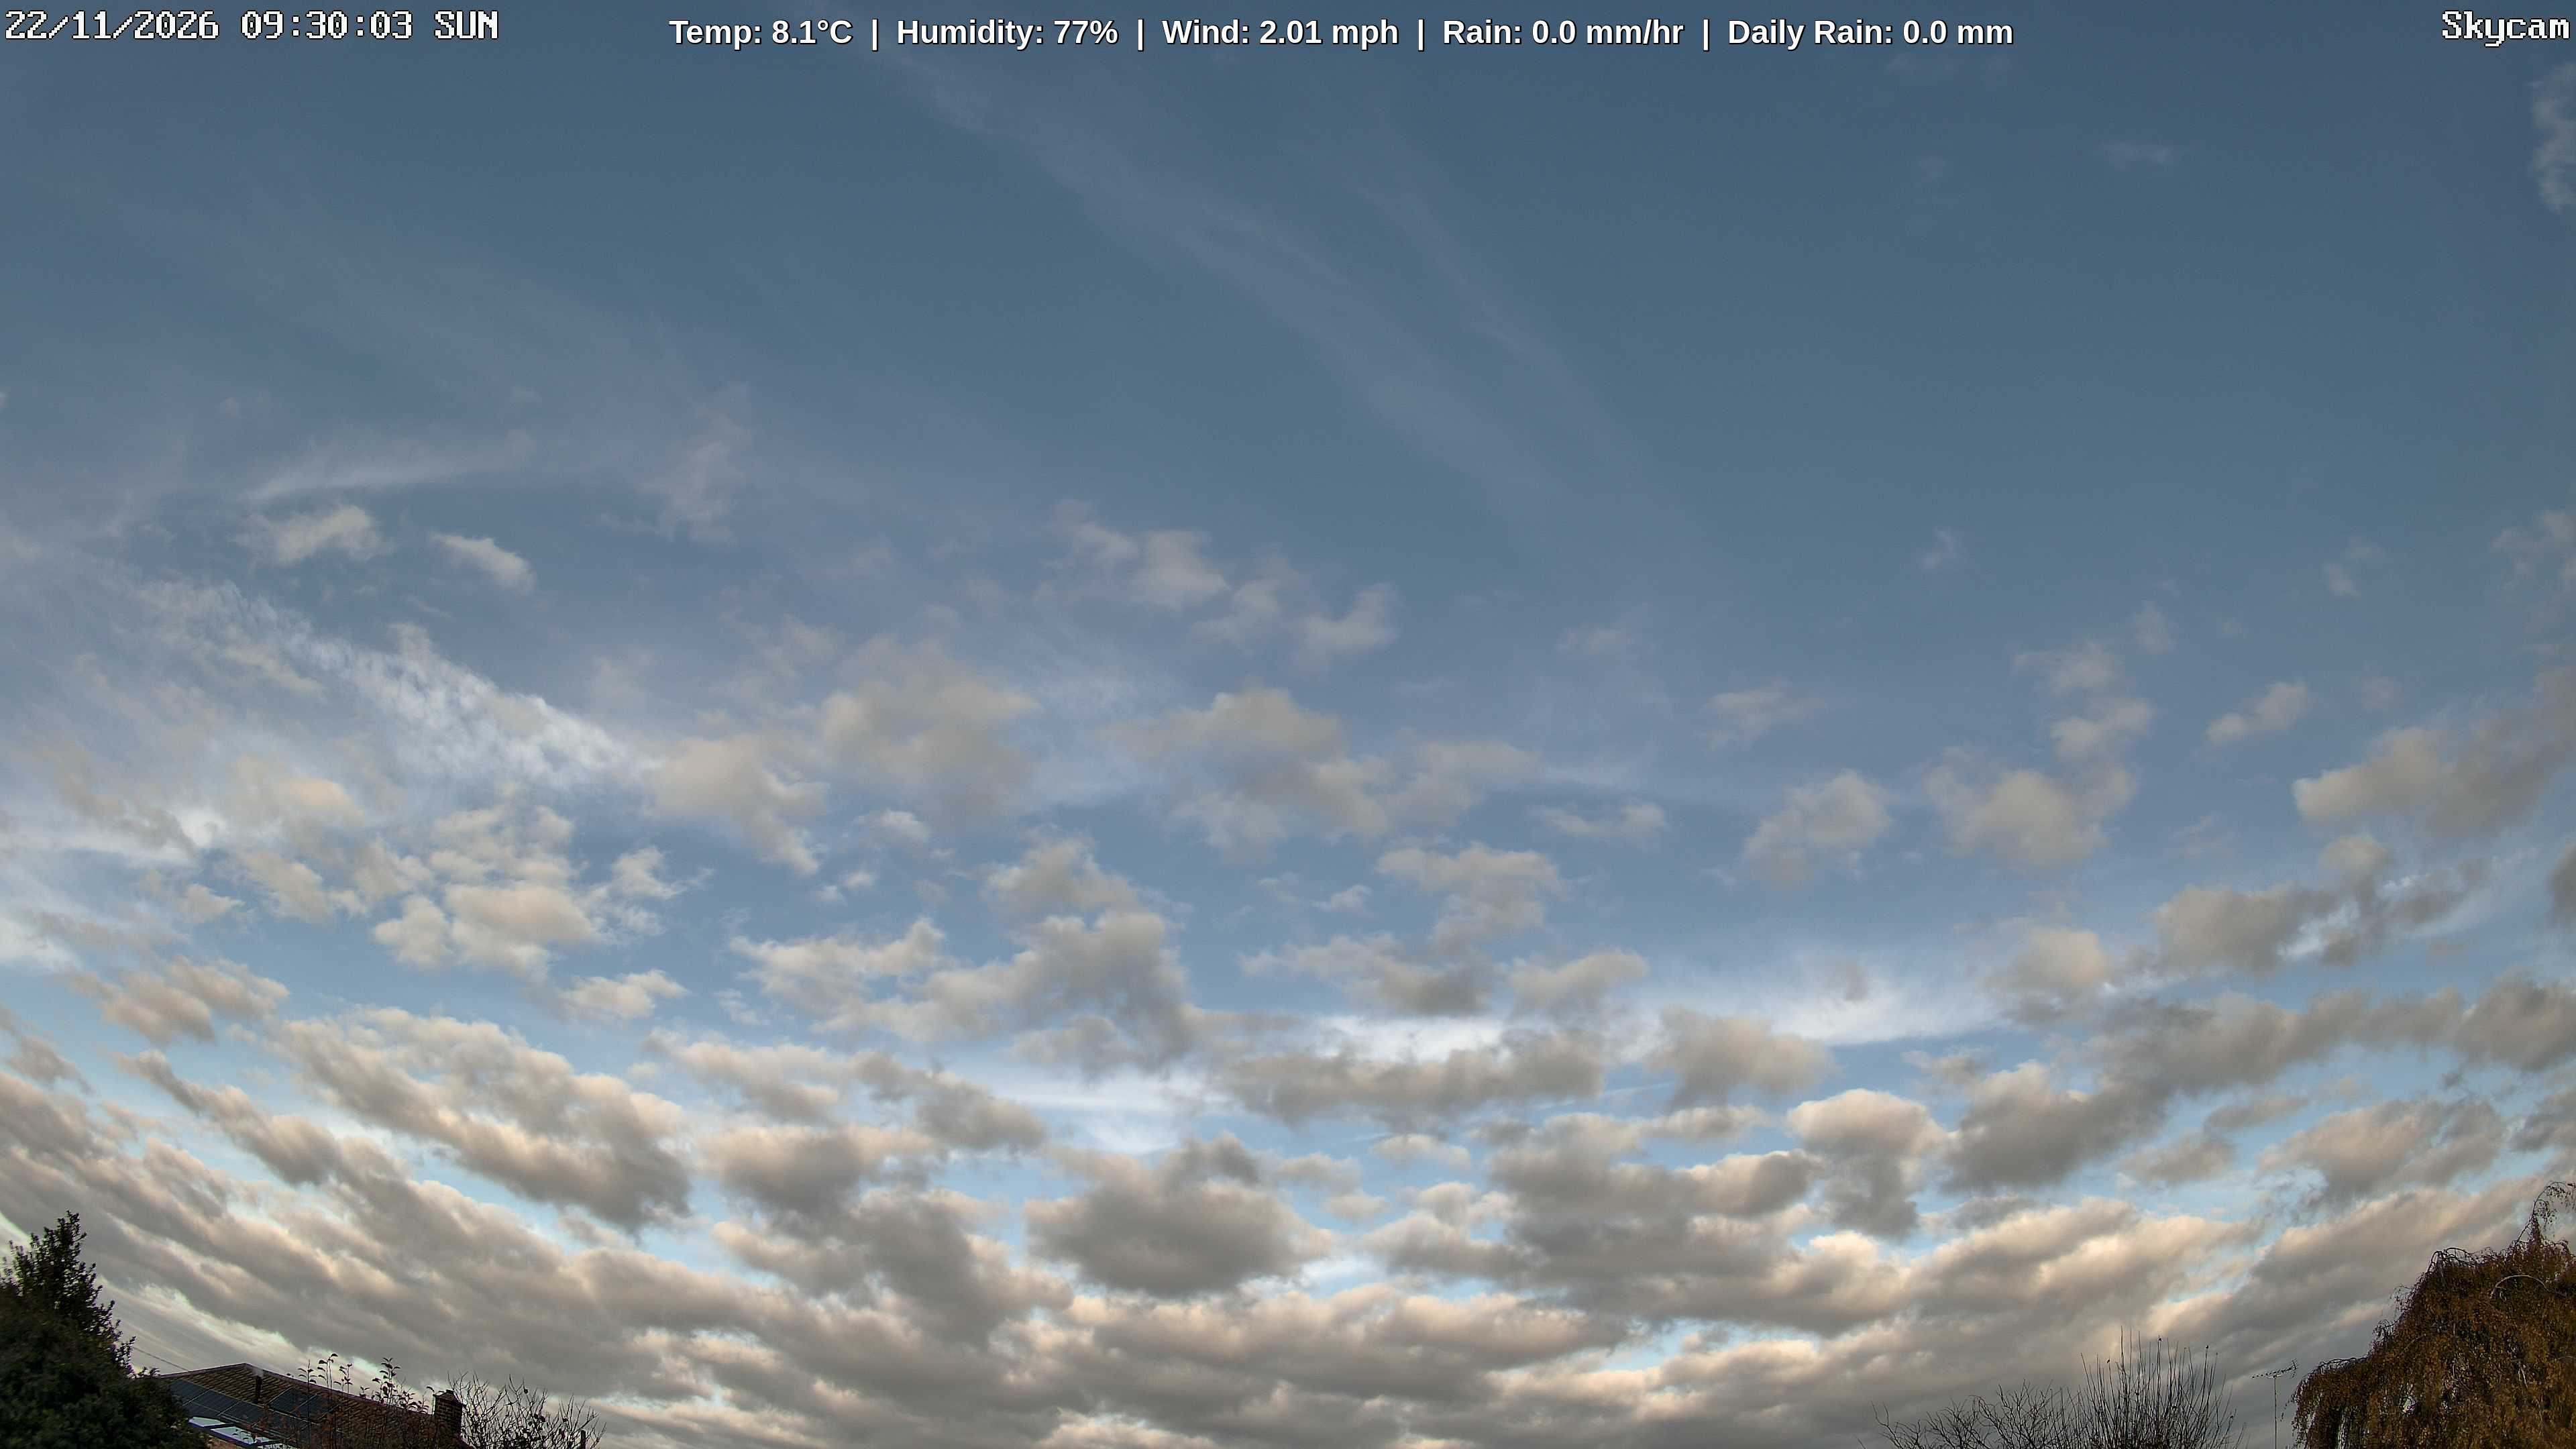 22/11/2026 09:30:03 SUN
Temp: 8.1°C | Humidity: 77% | Wind: 2.01 mph | Rain: 0.0 mm/hr | Daily Rain: 0.0 mm
Skycam